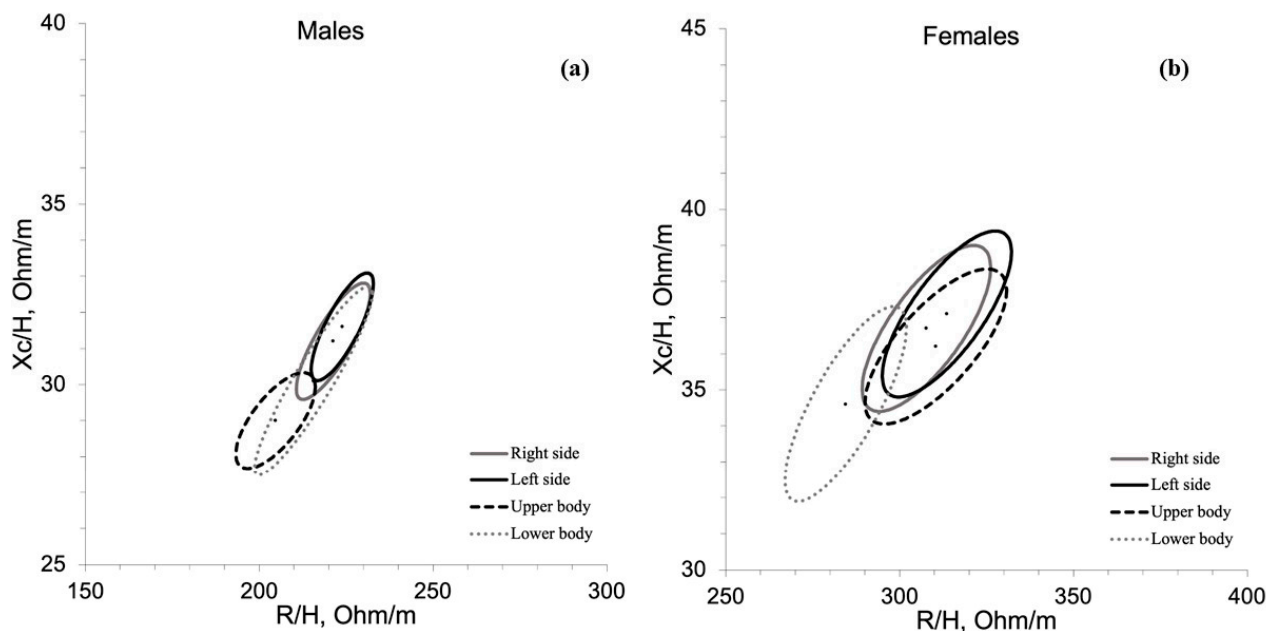 Males
(a)
40
35
30
25
Xc/H, Ohm/m
150
200
250
300
R/H, Ohm/m
Right side
Left side
Upper body
Lower body
Females
(b)
45
40
35
30
Xc/H, Ohm/m
250
300
350
400
R/H, Ohm/m
Right side
Left side
Upper body
Lower body